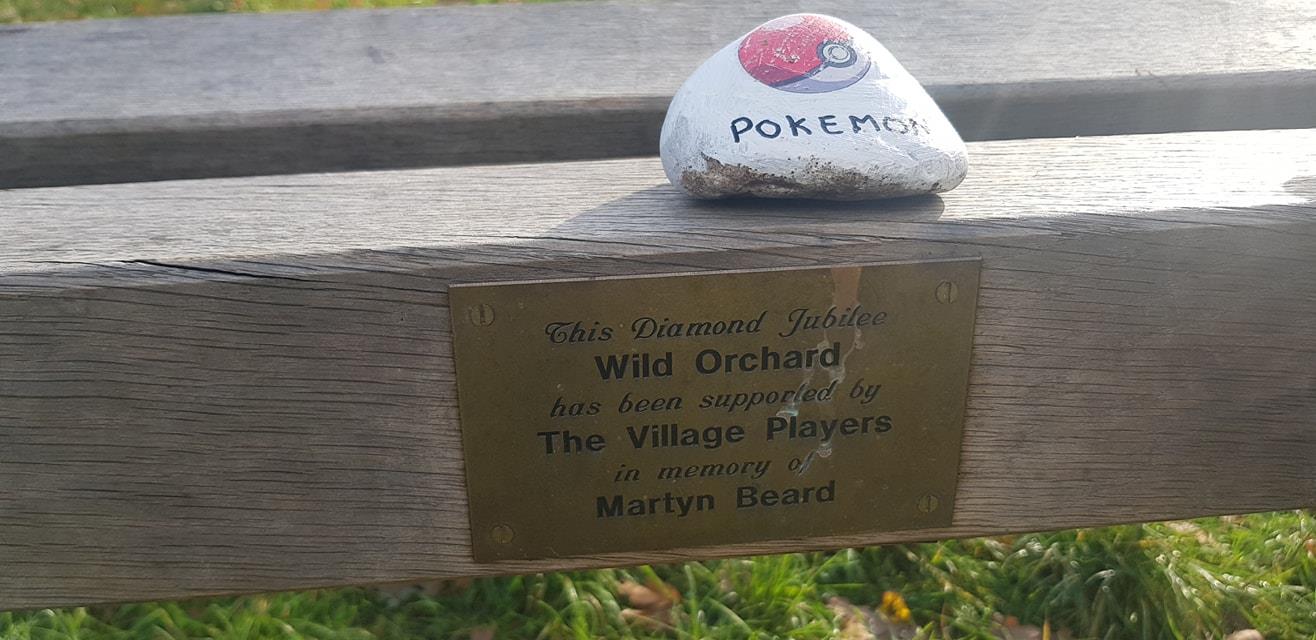 POKEMON
This Diamond Jubilee
Wild Orchard
has been supported by
The Village Players
in memory of
Martyn Beard